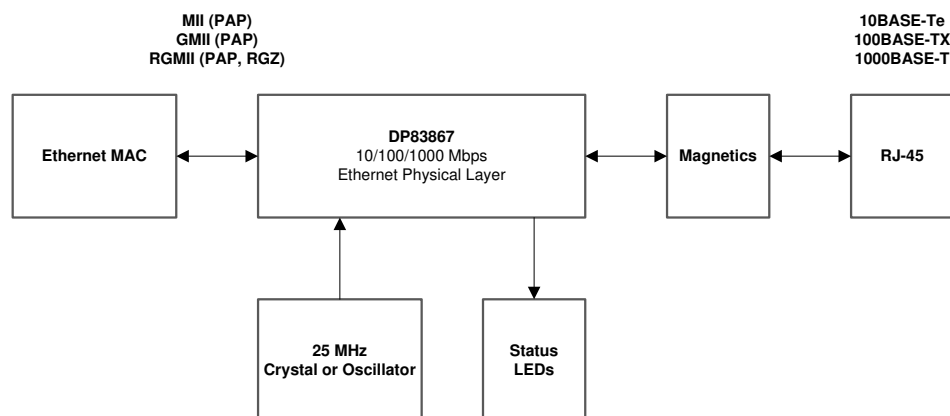 MII (PAP)
GMII (PAP)
RGMII (PAP, RGZ)
10BASE-Te
100BASE-TX
1000BASE-T
Ethernet MAC
DP83867
10/100/1000 Mbps
Ethernet Physical Layer
Magnetics
RJ-45
25 MHz
Crystal or Oscillator
Status
LEDs